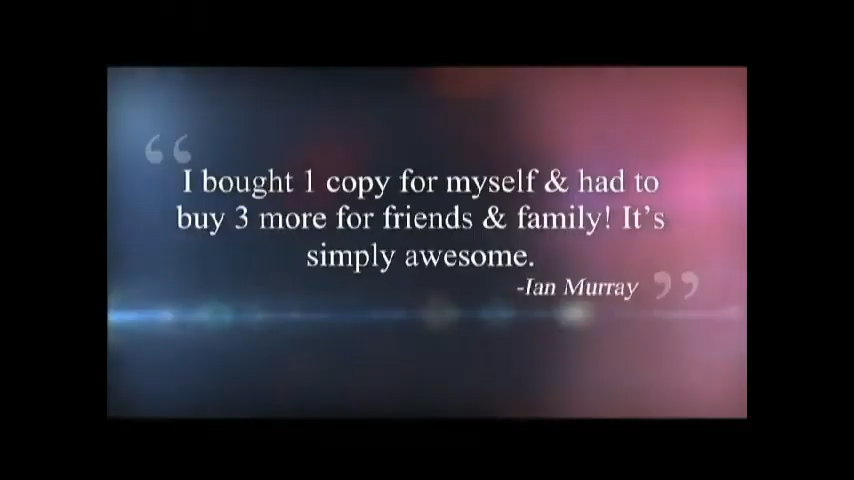 “
I bought 1 copy for myself & had to
buy 3 more for friends & family! It’s
simply awesome.
-Ian Murray ”